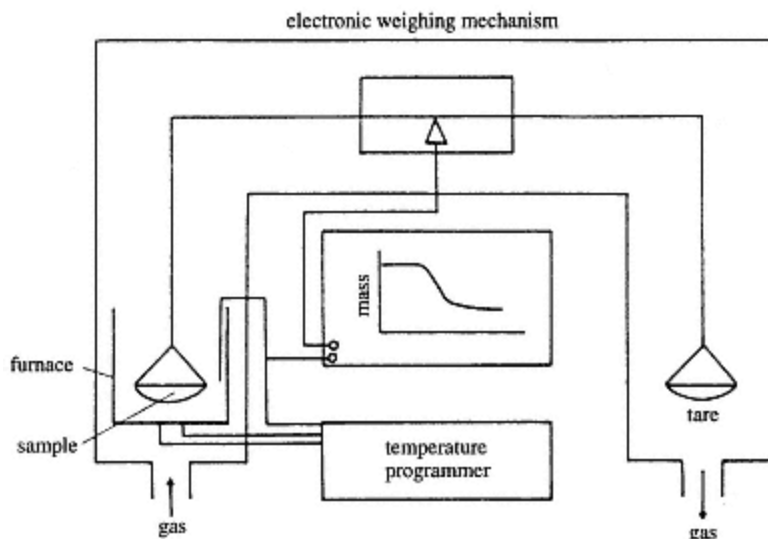 electronic weighing mechanism
mass
furnace
sample
tare
temperature
programmer
gas
gas